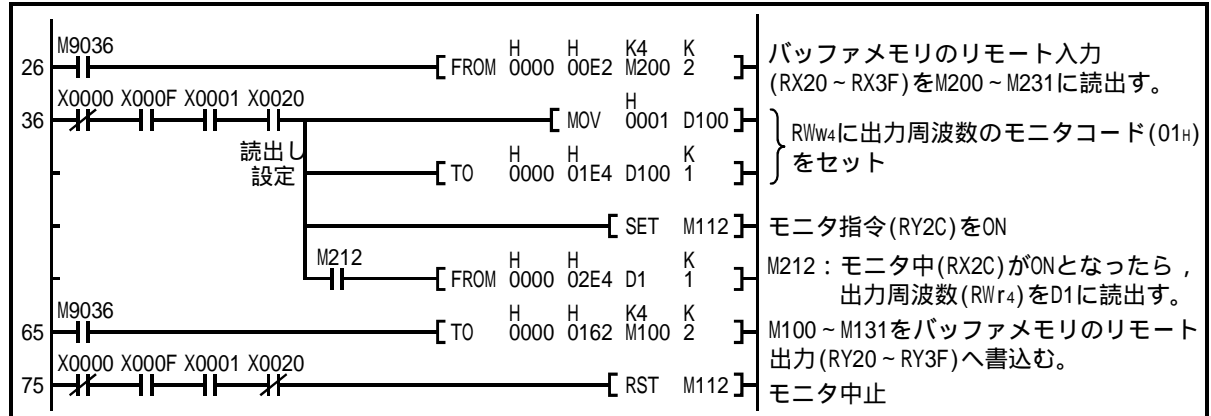 M9036
26 FROM H0000 H00E2 K4M200 K2 バッファメモリのリモート入力
(RX20~RX3F)をM200~M231に読出す。
X0000 X000F X0001 X0020
36 MOV H0001 D100
読出し
設定
RWw4に出力周波数のモニタコード(01H)
をセット
TO H0000 H01E4 D100 K1
SET M112 モニタ指令(RY2C)をON
M212
FROM H0000 H02E4 D1 K1
M212:モニタ中(RX2C)がONとなったら,
出力周波数(RWr4)をD1に読出す。
M9036
65 TO H0000 H0162 K4M100 K2 M100~M131をバッファメモリのリモート
出力(RY20~RY3F)へ書込む。
X0000 X000F X0001 X0020
75 RST M112 モニタ中止